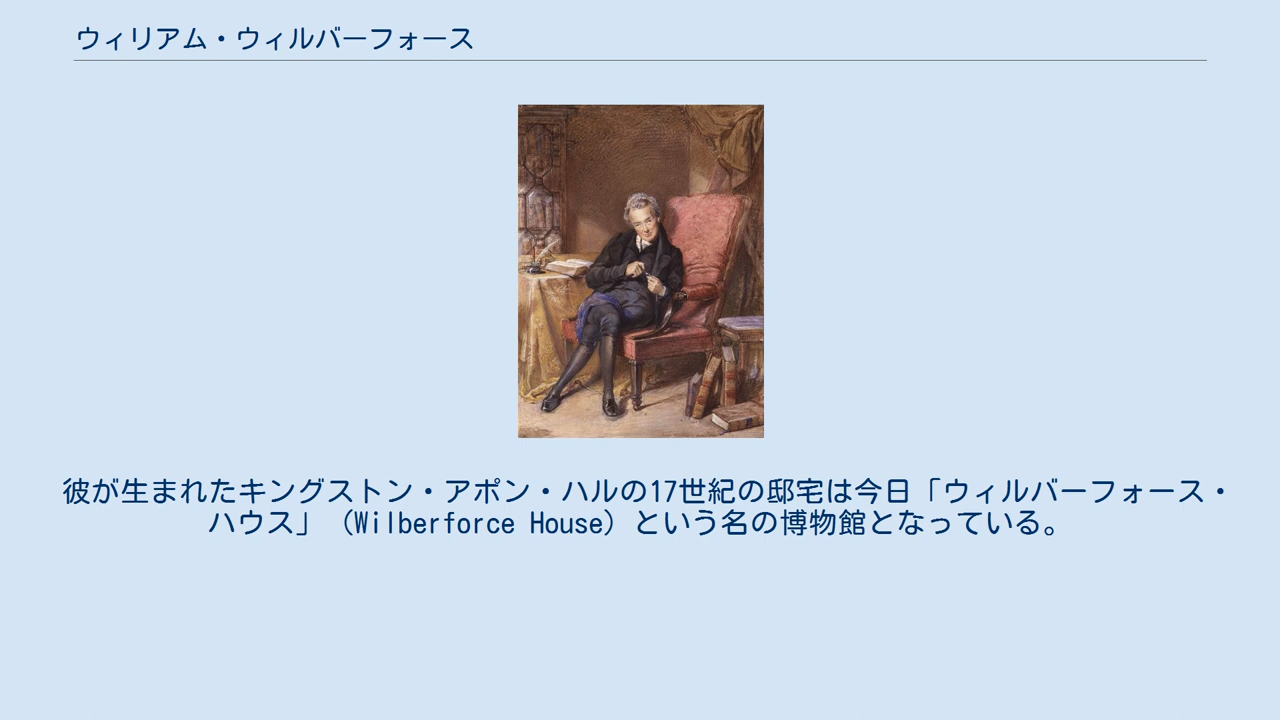 ウィリアム・ウィルバーフォース
彼が生まれたキングストン・アポン・ハルの17世紀の邸宅は今日「ウィルバーフォース・
ハウス」（Wilberforce House）という名の博物館となっている。